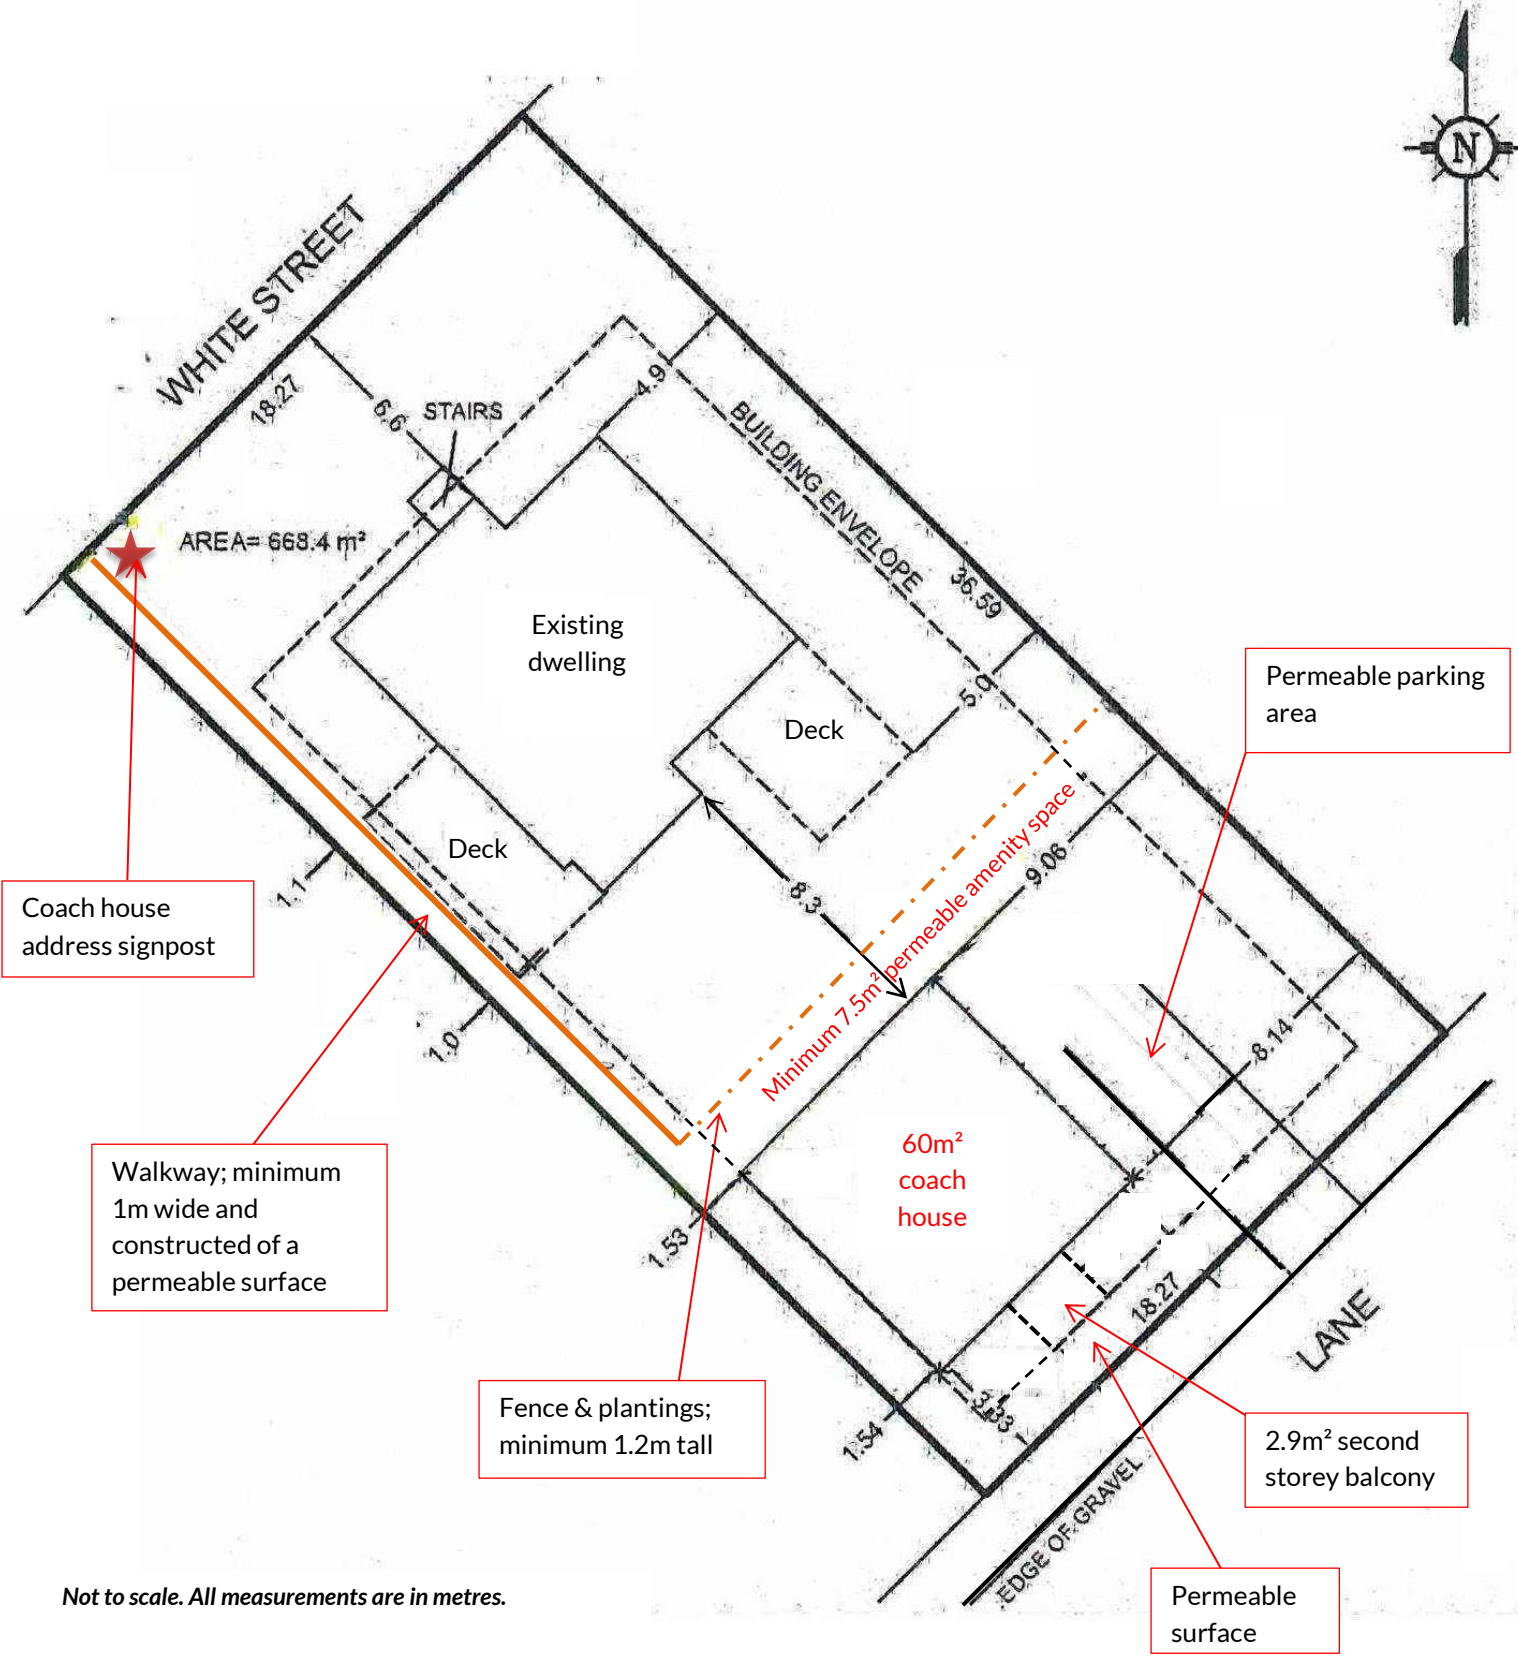 N
WHITE STREET
18.27
6.6
STAIRS
4.9
BUILDING ENVELOPE
36.59
AREA= 668.4 m²
Existing
dwelling
Deck
5.0
Permeable parking
area
Deck
8.3
Minimum 7.5m² permeable amenity space
9.06
1.1
Coach house
address signpost
1.0
8.14
60m²
coach
house
Walkway; minimum
1m wide and
constructed of a
permeable surface
1.53
18.27
LANE
Fence & plantings;
minimum 1.2m tall
3.33
1.54
2.9m² second
storey balcony
EDGE OF GRAVEL
Permeable
surface
Not to scale. All measurements are in metres.